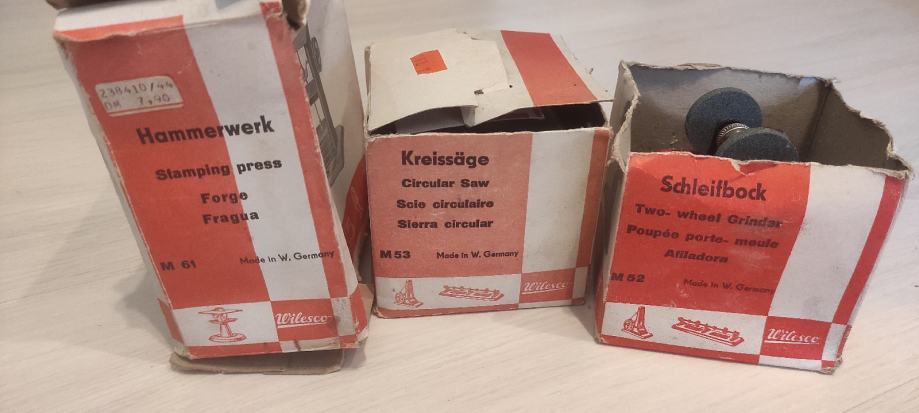 238410/44
DM 7,90
Hammerwerk
Stamping press
Forge
Fragua
M 61
Made in W. Germany
Wilesco
Kreissäge
Circular Saw
Scie circulaire
Sierra circular
M 53
Made in W. Germany
Wilesco
Schleifbock
Two- wheel Grinder
Poupée porte- meule
Afiladora
M 52
Made in W. Germany
Wilesco